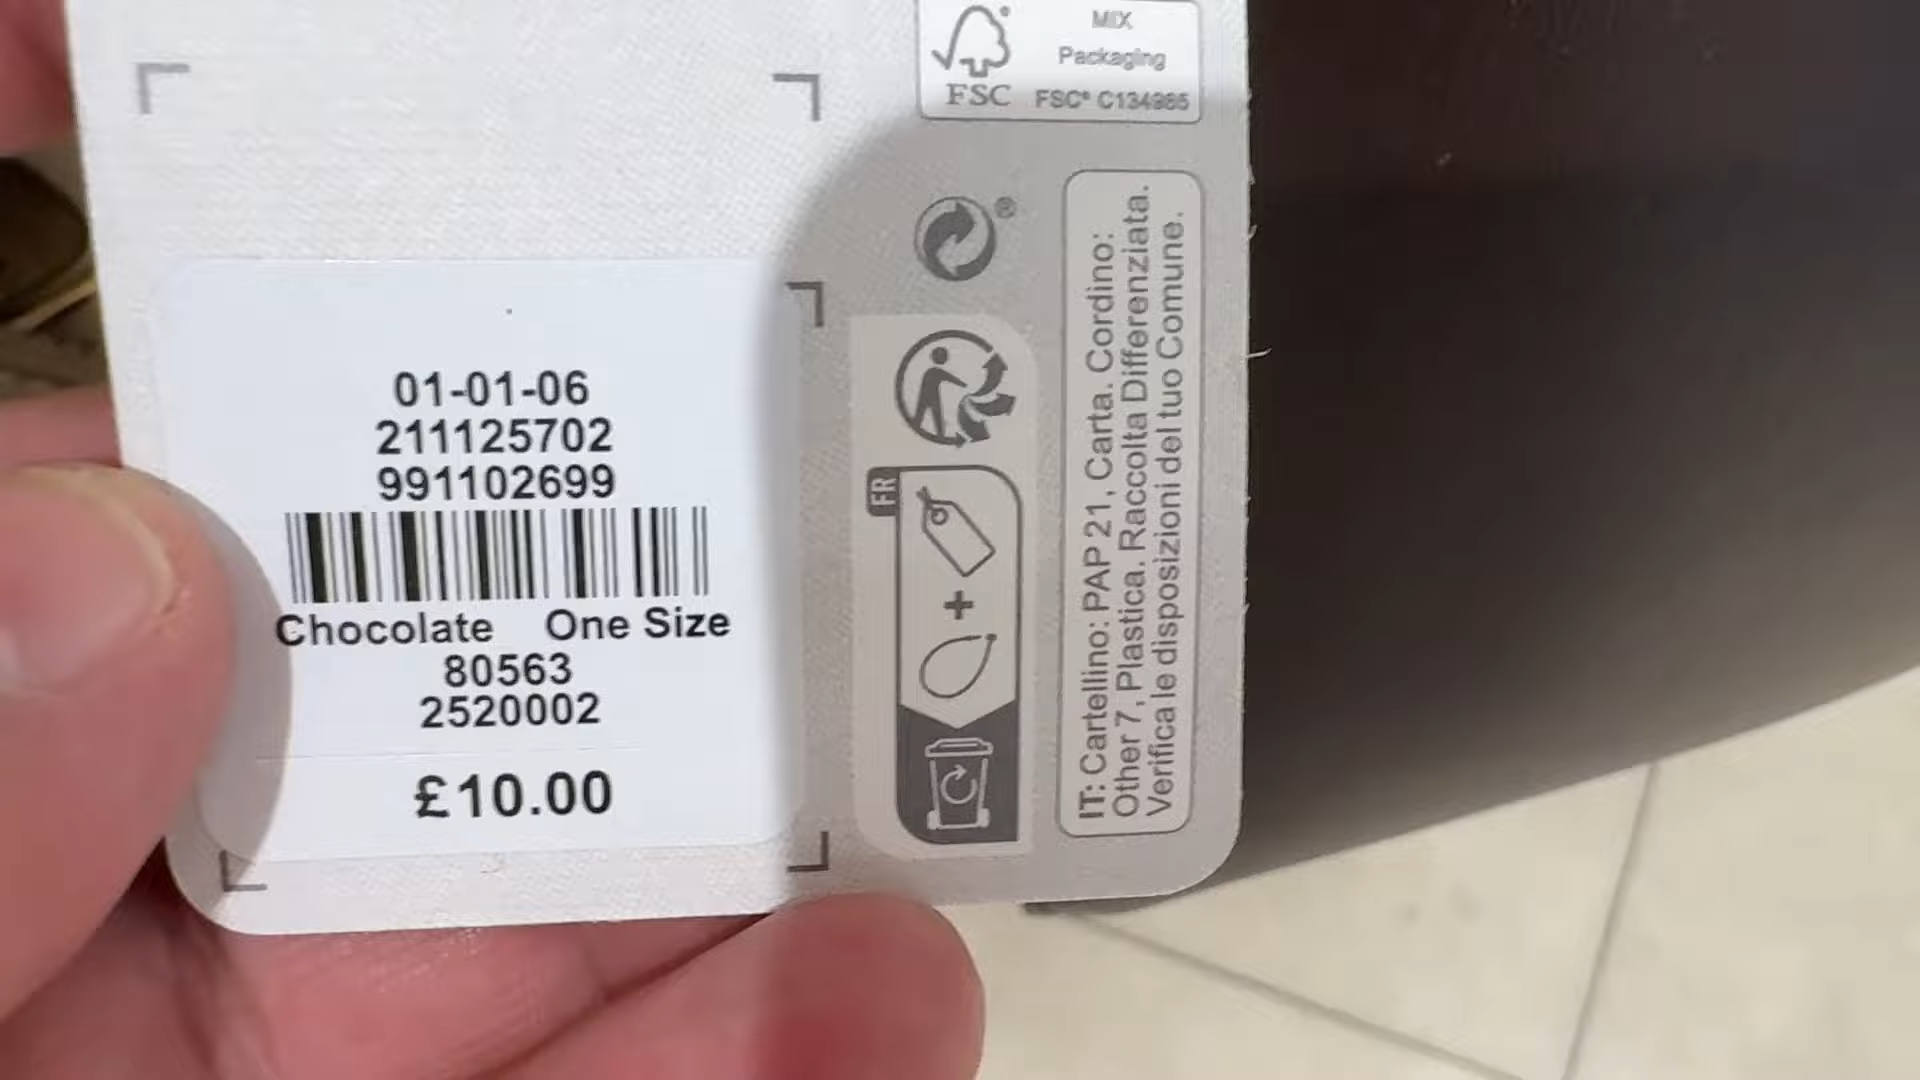 MIX
Packaging
FSC FSC® C134985
®
01-01-06
211125702
991102699
Chocolate One Size
80563
2520002
£10.00
FR
+
IT: Cartellino: PAP 21, Carta. Cordino:
Other 7, Plastica. Raccolta Differenziata.
Verifica le disposizioni del tuo Comune.